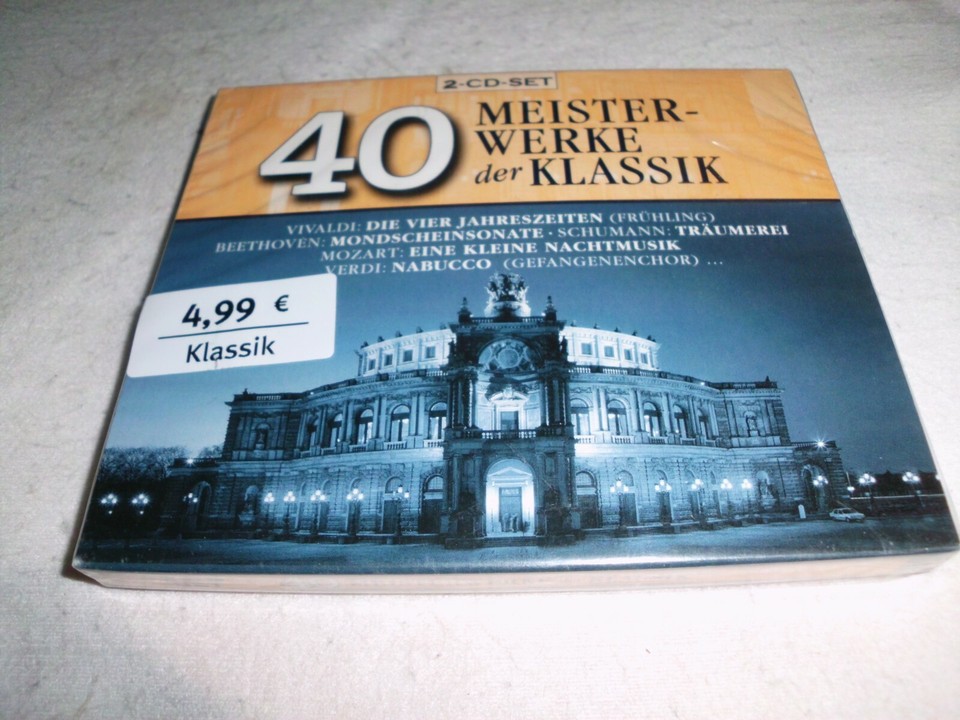 2-CD-SET
40 MEISTER-
WERKE
der KLASSIK
VIVALDI: DIE VIER JAHRESZEITEN (FRÜHLING)
BEETHOVEN: MONDSCHEINSONATE · SCHUMANN: TRÄUMEREI
MOZART: EINE KLEINE NACHTMUSIK
VERDI: NABUCCO (GEFANGENENCHOR) ...
4,99 €
Klassik